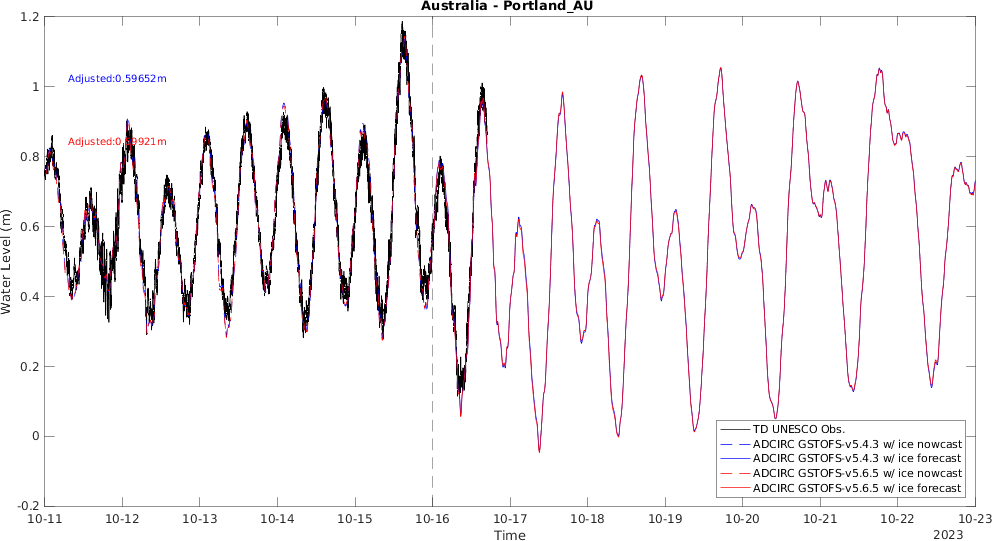 Australia - Portland_AU
1.2
1
0.8
0.6
0.4
0.2
0
-0.2
Water Level (m)
Adjusted:0.59652m
Adjusted:0.59921m
TD UNESCO Obs.
ADCIRC GSTOFS-v5.4.3 w/ ice nowcast
ADCIRC GSTOFS-v5.4.3 w/ ice forecast
ADCIRC GSTOFS-v5.6.5 w/ ice nowcast
ADCIRC GSTOFS-v5.6.5 w/ ice forecast
10-11 10-12 10-13 10-14 10-15 10-16 10-17 10-18 10-19 10-20 10-21 10-22 10-23
Time
2023